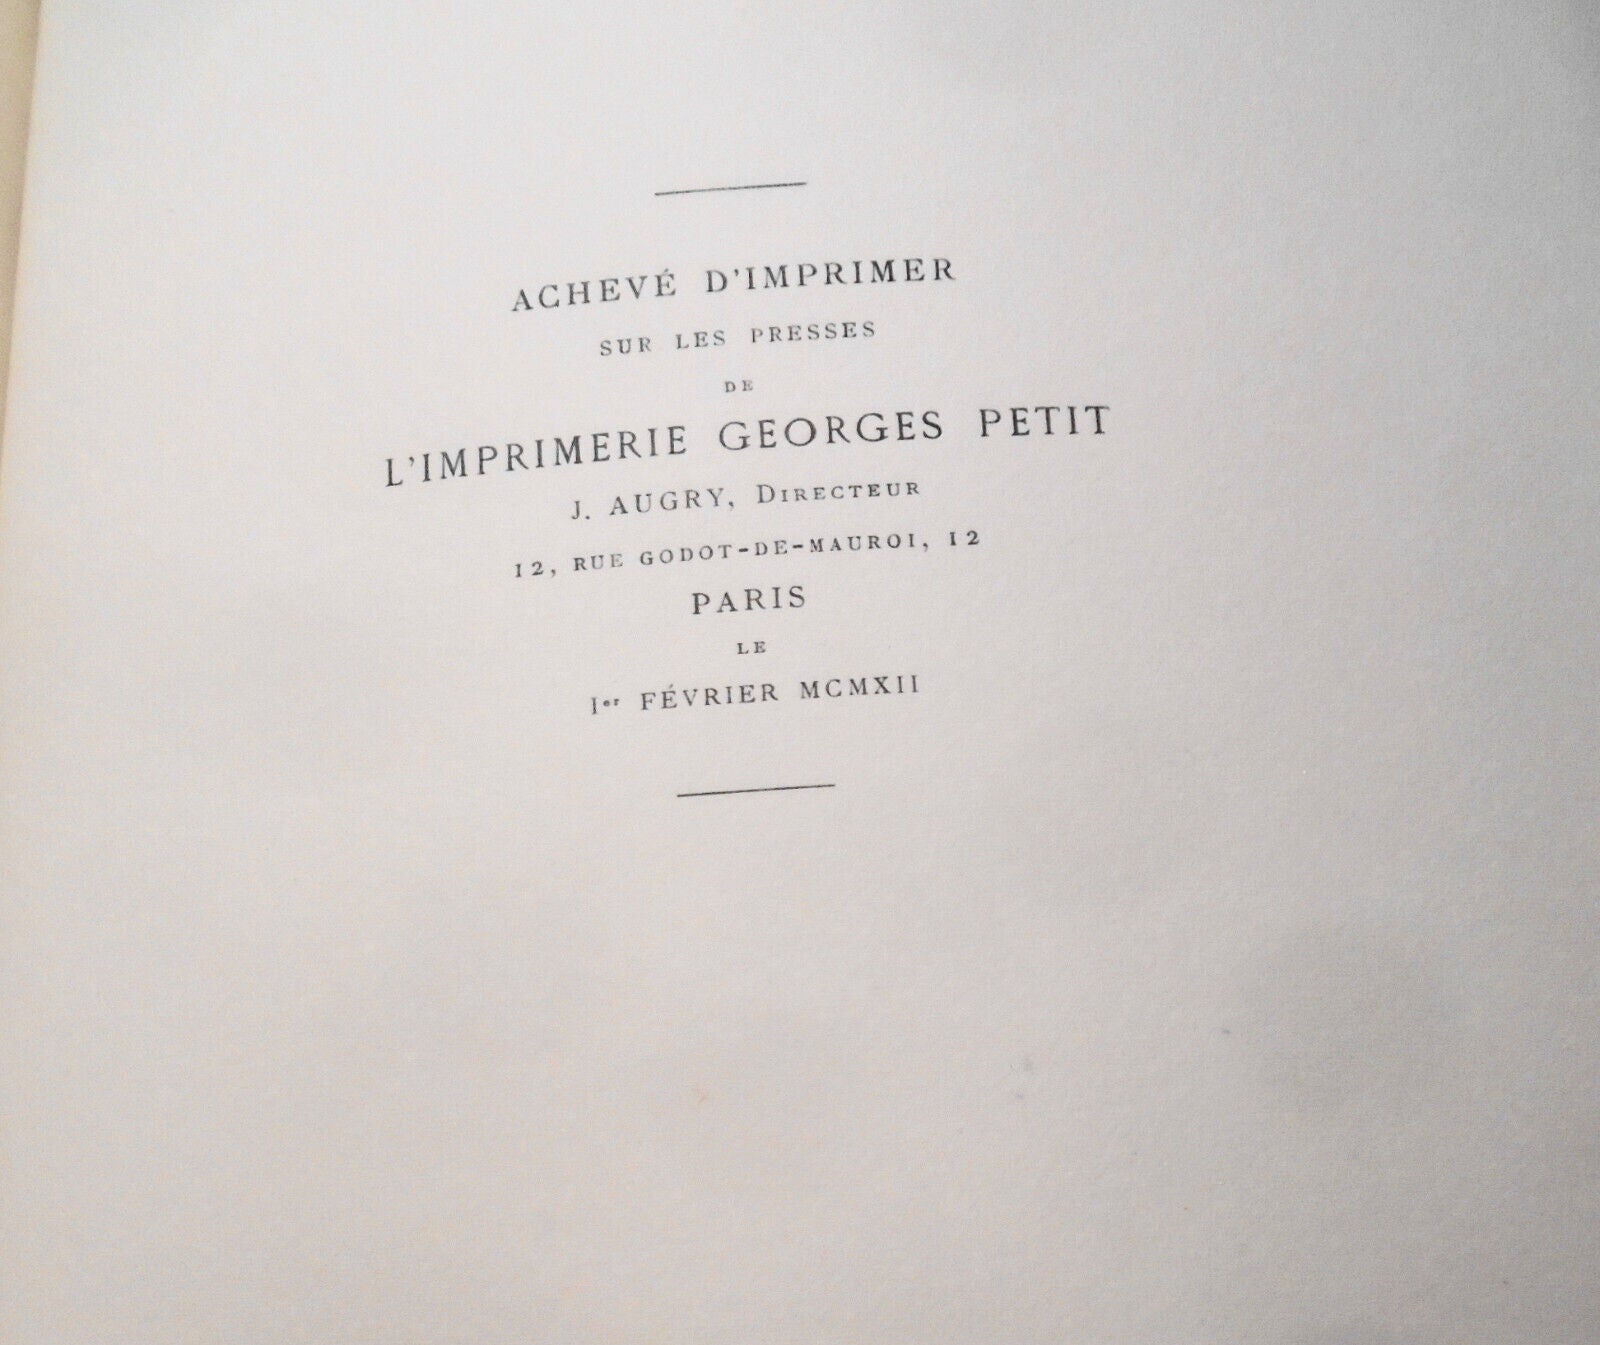 ACHEVÉ D'IMPRIMER
SUR LES PRESSES
DE
L'IMPRIMERIE GEORGES PETIT
J. AUGRY, DIRECTEUR
12, RUE GODOT-DE-MAUROI, 12
PARIS
LE
Ier FÉVRIER MCMXII